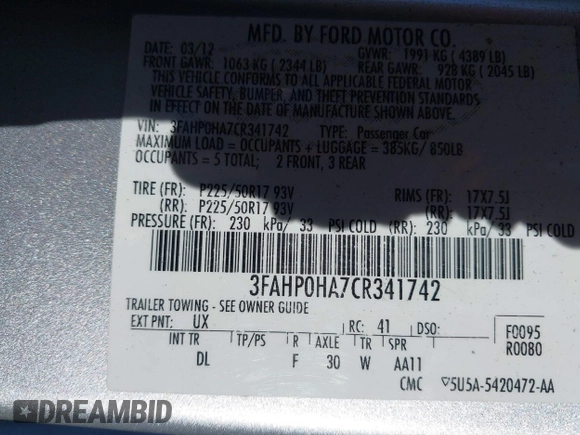 MFD. BY FORD MOTOR CO.
DATE: 03/12 GVWR: 1991 KG ( 4389 LB)
FRONT GAWR: 1063 KG ( 2344 LB) REAR GAWR: 928 KG ( 2045 LB)
THIS VEHICLE CONFORMS TO ALL APPLICABLE FEDERAL MOTOR
VEHICLE SAFETY, BUMPER, AND THEFT PREVENTION STANDARDS
IN EFFECT ON THE DATE OF MANUFACTURE SHOWN ABOVE.
VIN: 3FAHP0HA7CR341742 TYPE: Passenger Car
MAXIMUM LOAD = OCCUPANTS + LUGGAGE = 385KG/ 850LB
OCCUPANTS = 5 TOTAL; 2 FRONT, 3 REAR
TIRE (FR): P225/50R17 93V RIMS (FR): 17X7.5J
(RR): P225/50R17 93V (RR): 17X7.5J
PRESSURE (FR): 230 kPa/ 33 PSI COLD (RR): 230 kPa/ 33 PSI COLD
3FAHP0HA7CR341742
TRAILER TOWING - SEE OWNER GUIDE
EXT PNT: UX RC: 41 DSO: F0095
R0080
INT TR TP/PS R AXLE TR SPR
DL F 30 W AA11
CMC ▽5U5A-5420472-AA
DREAMBID